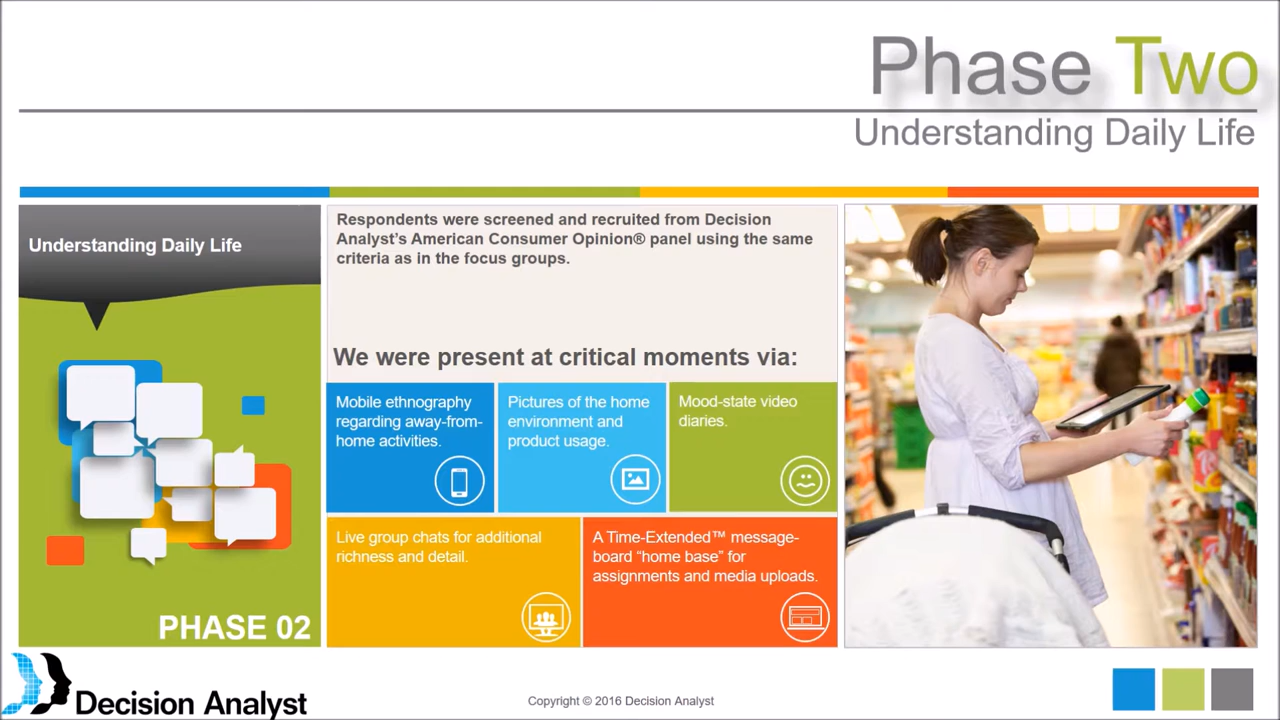 Phase Two
Understanding Daily Life
Understanding Daily Life
PHASE 02
Respondents were screened and recruited from Decision
Analyst's American Consumer Opinion® panel using the same
criteria as in the focus groups.
We were present at critical moments via:
Mobile ethnography
regarding away-from-
home activities.
Pictures of the home
environment and
product usage.
Mood-state video
diaries.
Live group chats for additional
richness and detail.
A Time-Extended™ message-
board “home base” for
assignments and media uploads.
Decision Analyst
Copyright © 2016 Decision Analyst